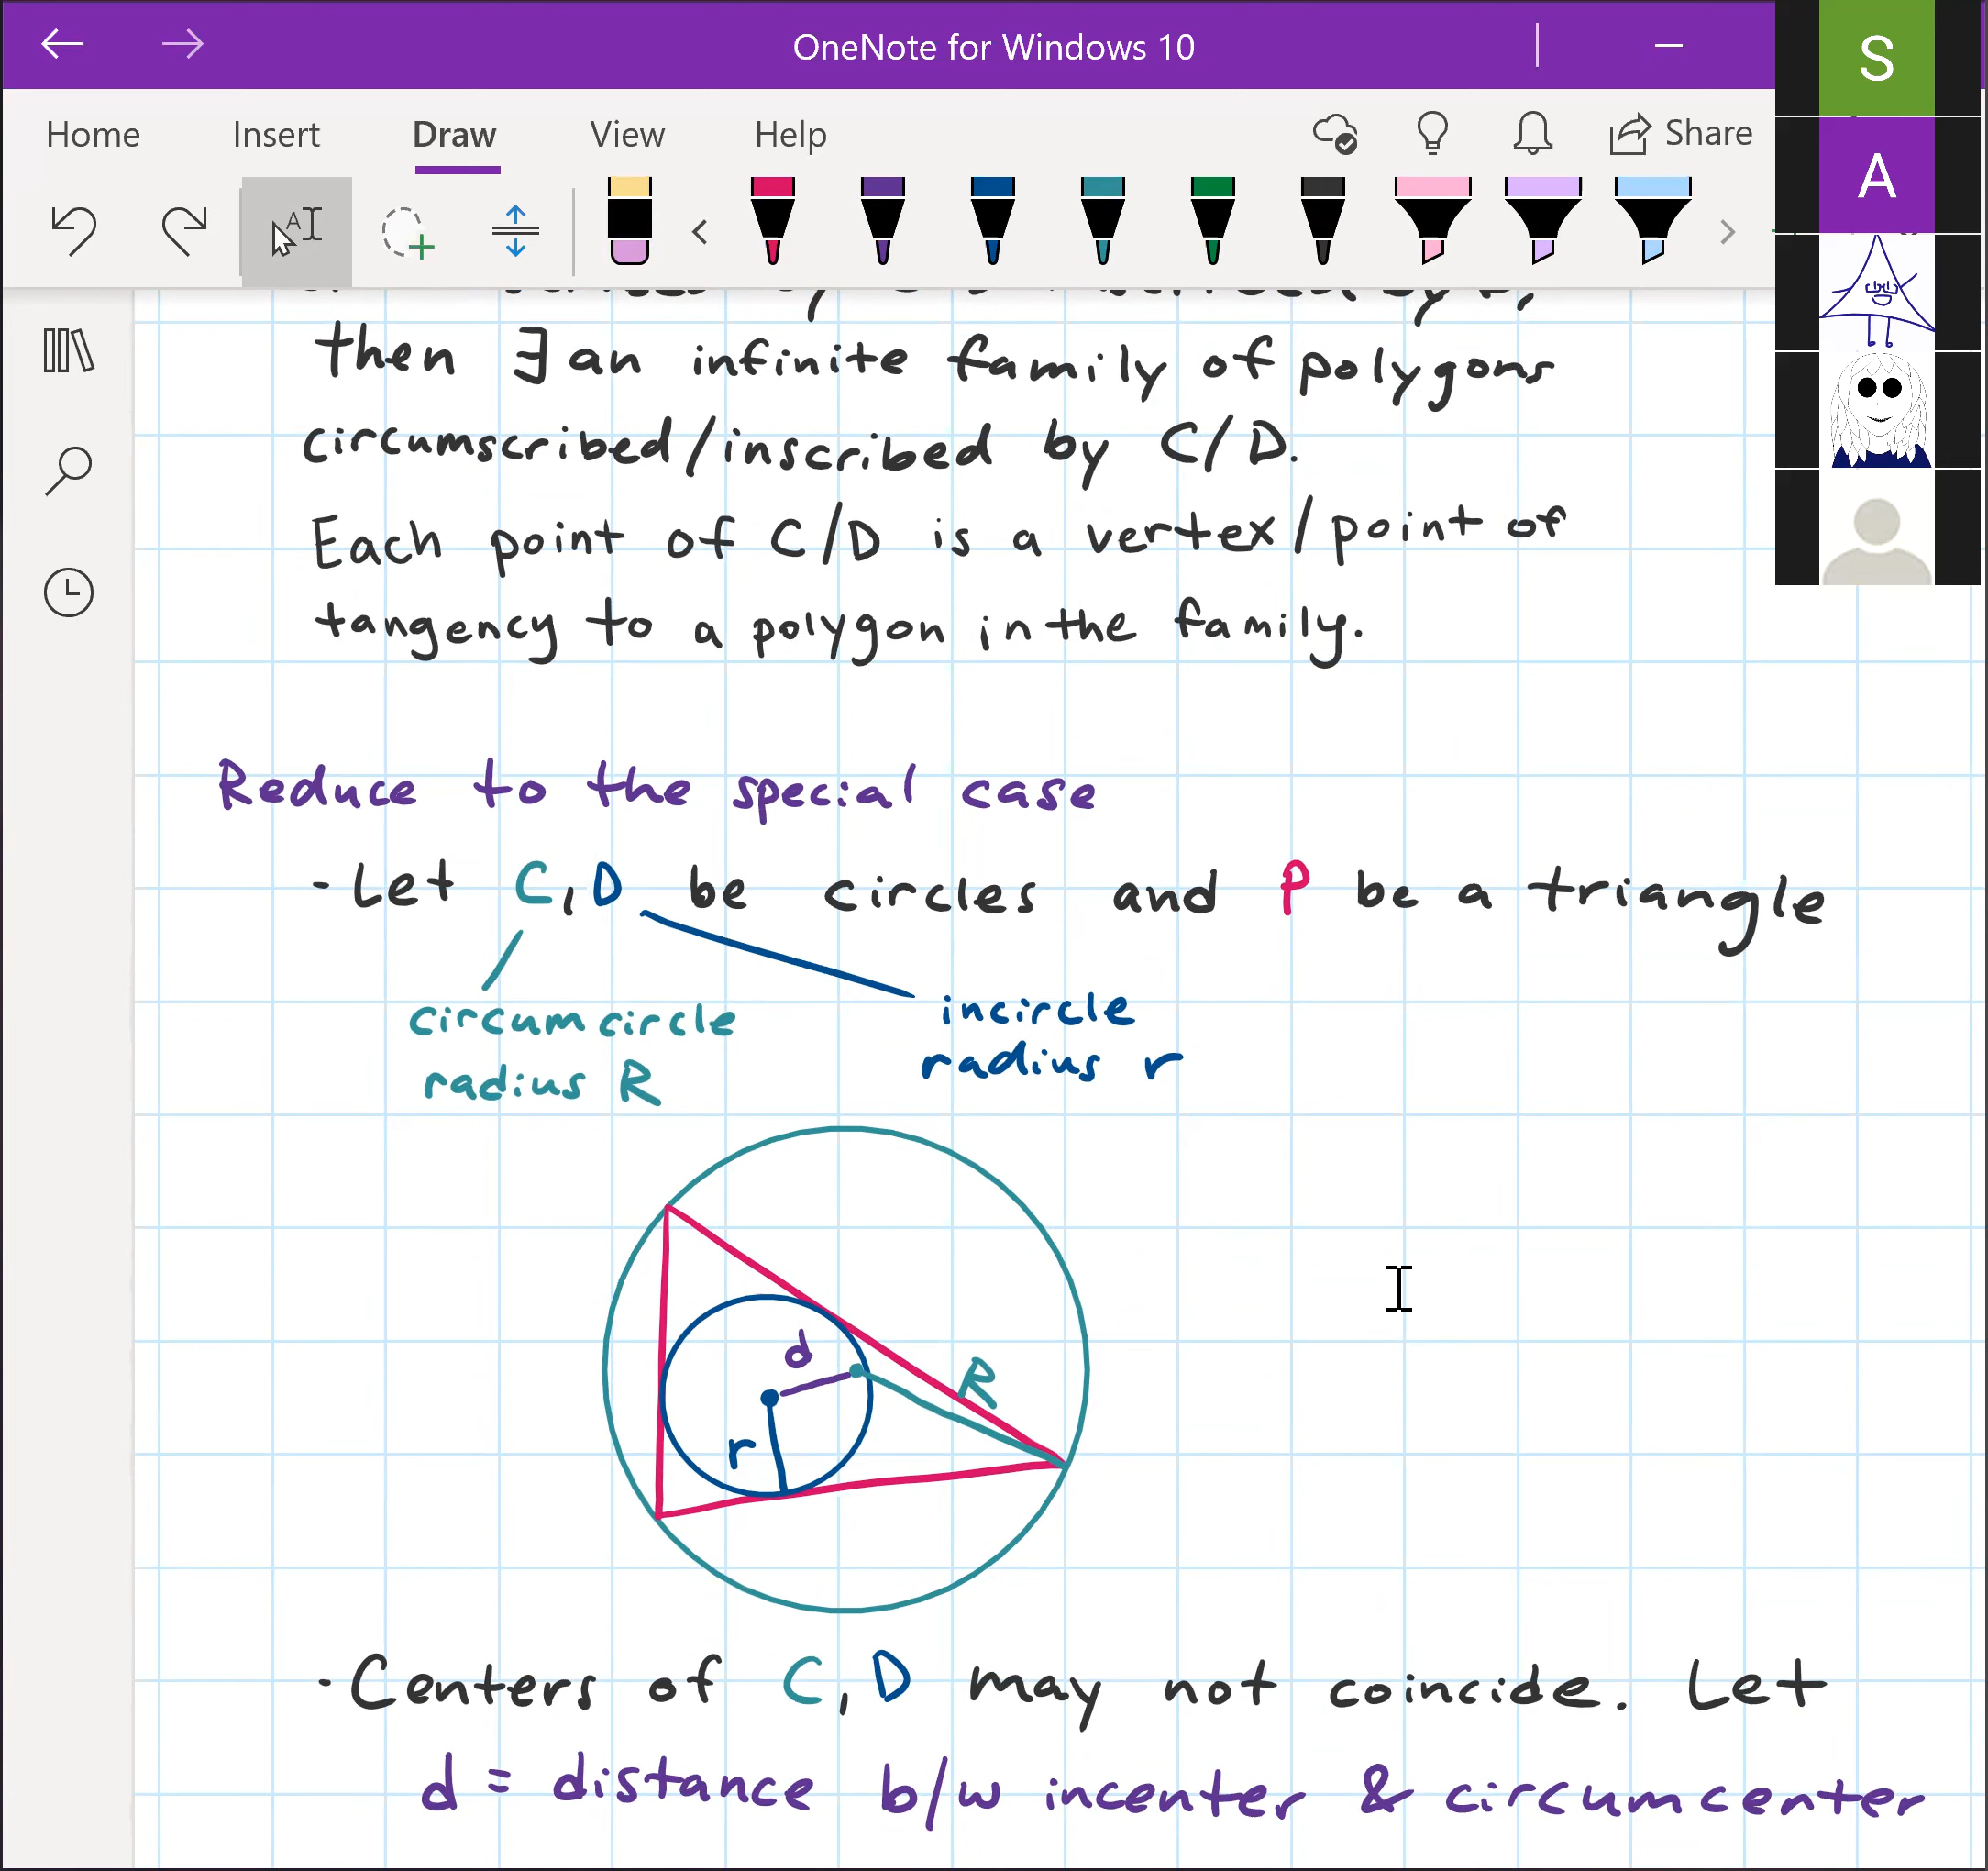 OneNote for Windows 10
S
Home Insert Draw View Help Share
A
then ∃ an infinite family of polygons
circumscribed/inscribed by C/D.
Each point of C/D is a vertex/point of
tangency to a polygon in the family.
Reduce to the special case
- Let C, D be circles and P be a triangle
circumcircle
radius R
incircle
radius r
d
R
r
- Centers of C, D may not coincide. Let
d = distance b/w incenter & circumcenter